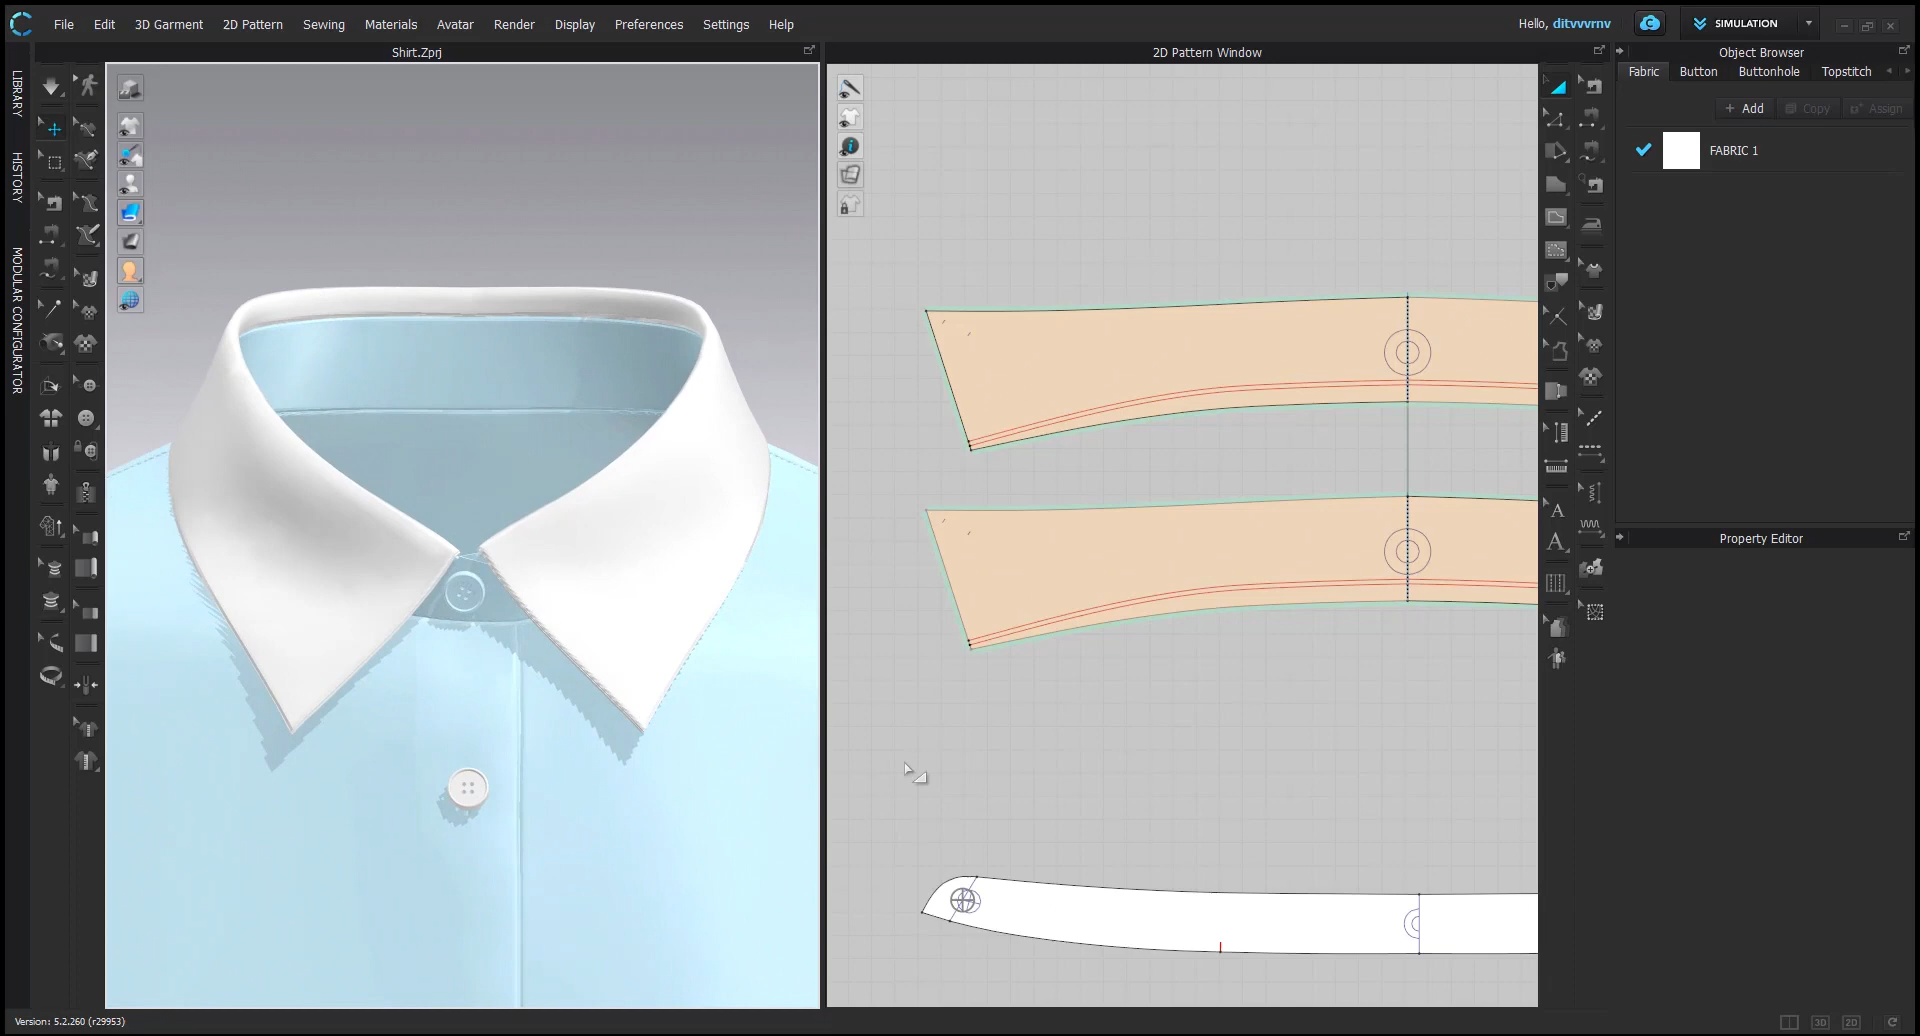 File Edit 3D Garment 2D Pattern Sewing Materials Avatar Render Display Preferences Settings Help
Hello, ditvvvrnv
SIMULATION
Shirt.Zprj
2D Pattern Window
Object Browser
Fabric Button Buttonhole Topstitch
+ Add Copy Assign
FABRIC 1
LIBRARY
HISTORY
MODULAR CONFIGURATOR
Property Editor
Version: 5.2.260 (r29953)
3D 2D